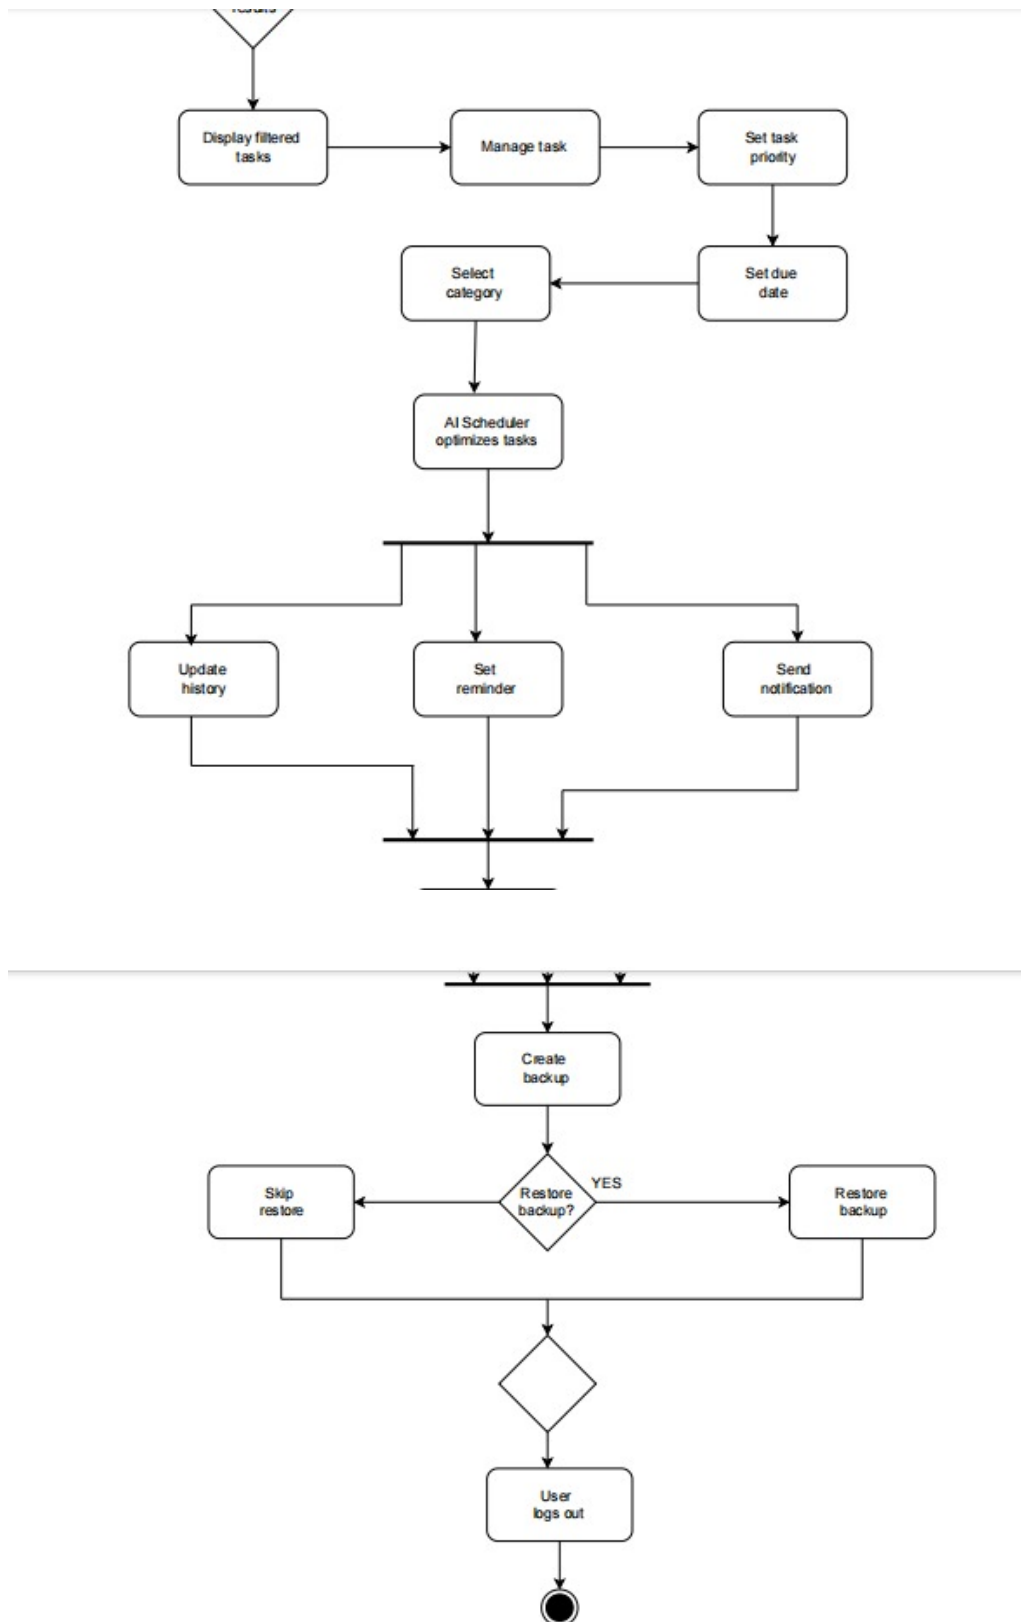 results
Display filtered
tasks
Manage task
Set task
priority
Select
category
Set due
date
AI Scheduler
optimizes tasks
Update
history
Set
reminder
Send
notification
Create
backup
Skip
restore
Restore
backup?
YES
Restore
backup
User
logs out